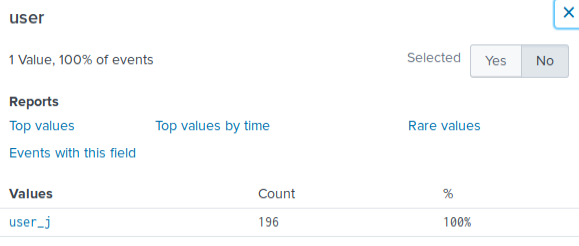 user
1 Value, 100% of events Selected Yes No
Reports
Top values Top values by time Rare values
Events with this field
Values Count %
user_j 196 100%